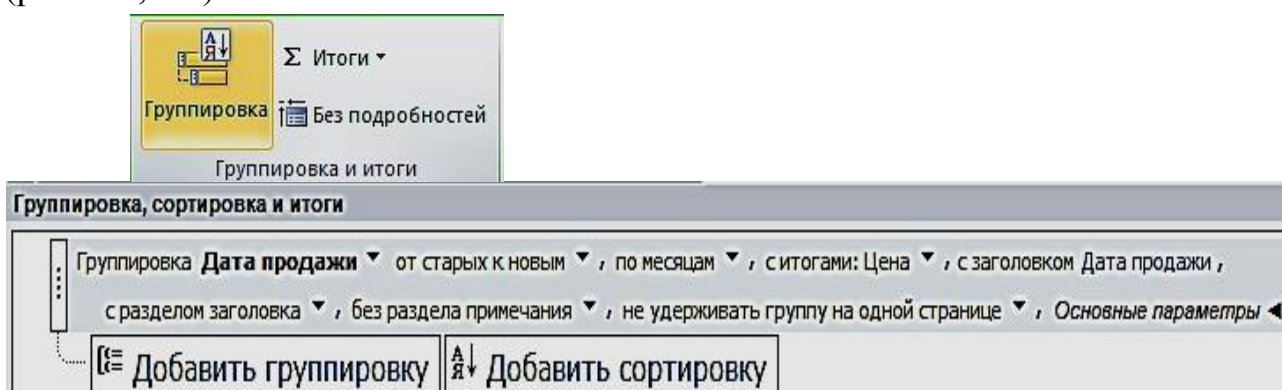 Σ Итоги
Группировка
Без подробностей
Группировка и итоги
Группировка, сортировка и итоги
Группировка Дата продажи ▼ от старых к новым ▼ , по месяцам ▼ , с итогами: Цена ▼ , с заголовком Дата продажи ,
с разделом заголовка ▼ , без раздела примечания ▼ , не удерживать группу на одной странице ▼ , Основные параметры ◄
Добавить группировку А Я↓ Добавить сортировку